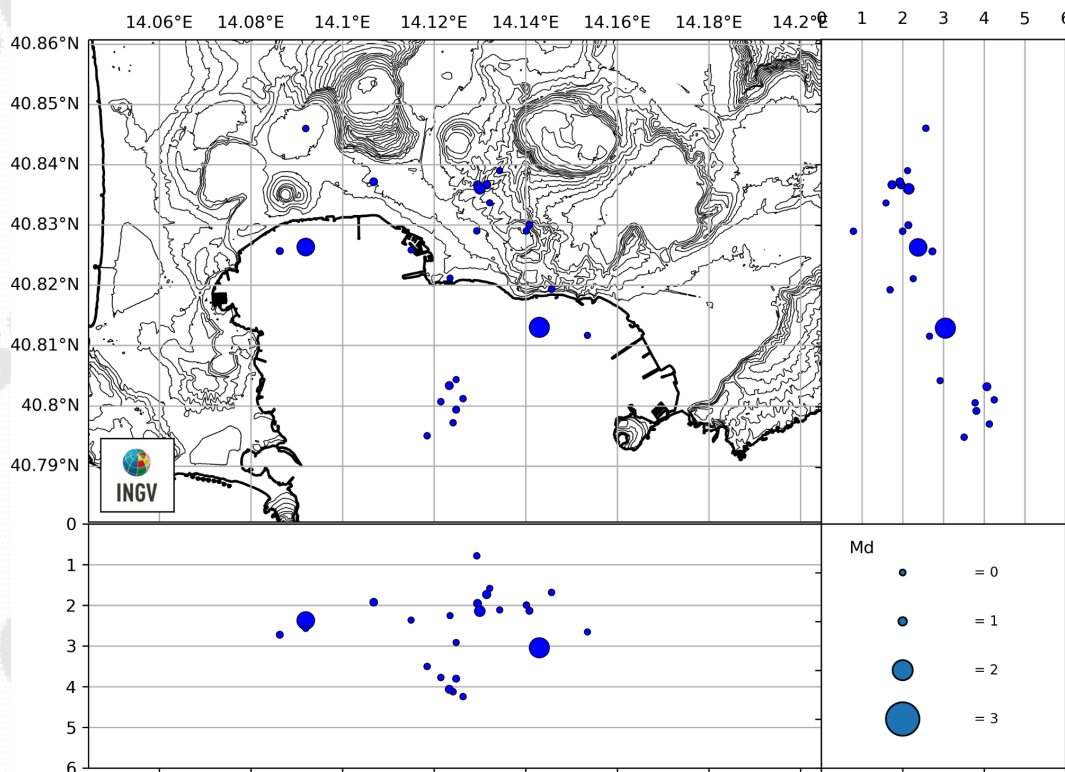 14.06°E 14.08°E 14.1°E 14.12°E 14.14°E 14.16°E 14.18°E 14.2°E
0 1 2 3 4 5 6
40.86°N
40.85°N
40.84°N
40.83°N
40.82°N
40.81°N
40.8°N
40.79°N
INGV
0
1
2
3
4
5
6
Md
= 0
= 1
= 2
= 3